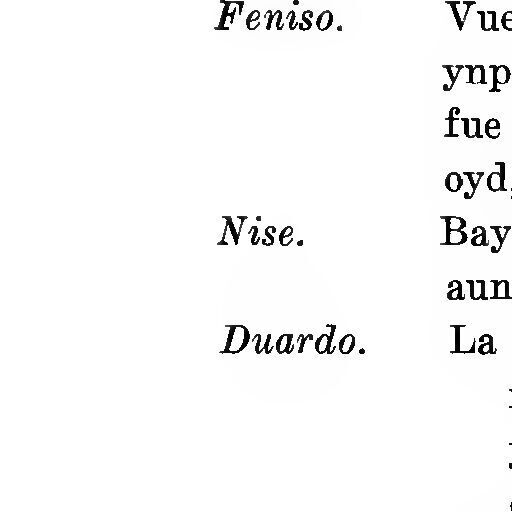 Feniso. Vue
ynp
fue
oyd,
Nise. Bay
aun
Duardo. La